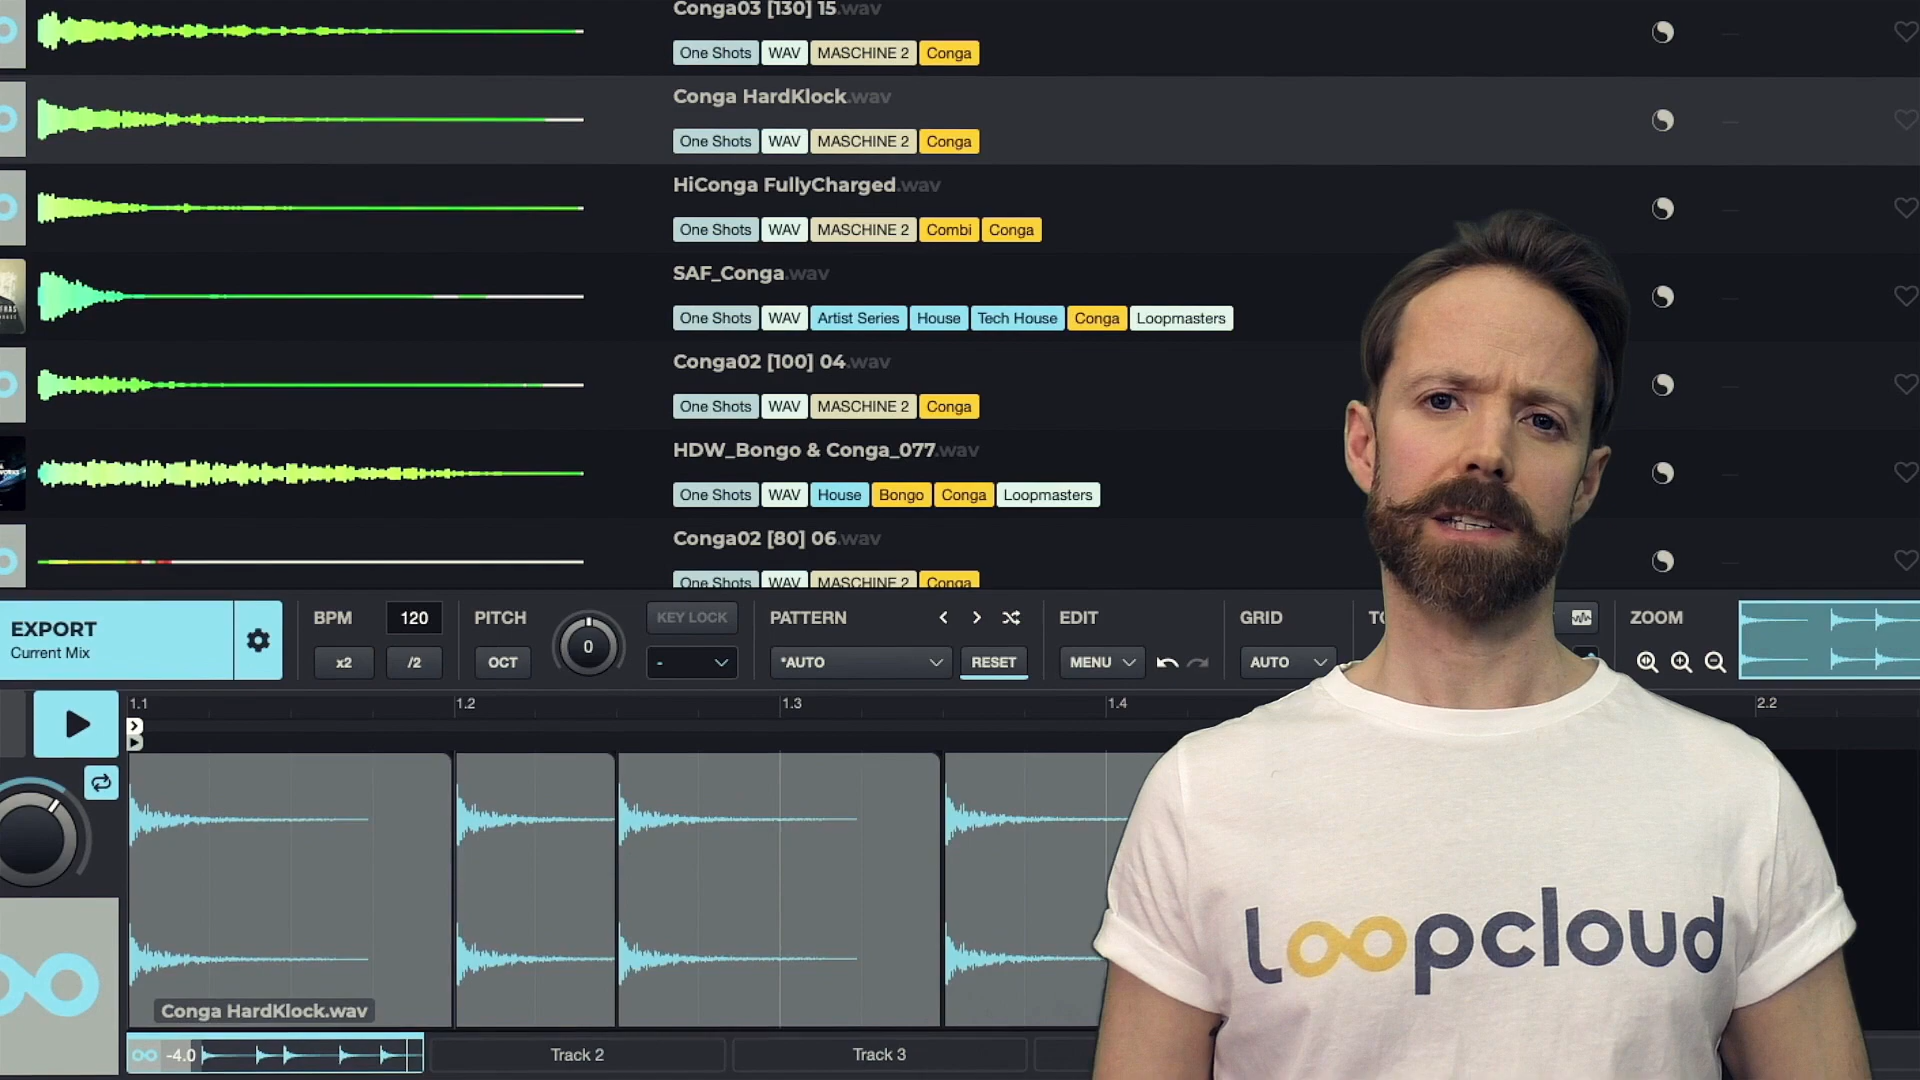 Conga03 [130] 15.wav
One Shots WAV MASCHINE 2 Conga
Conga HardKlock.wav
One Shots WAV MASCHINE 2 Conga
HiConga FullyCharged.wav
One Shots WAV MASCHINE 2 Combi Conga
SAF_Conga.wav
One Shots WAV Artist Series House Tech House Conga Loopmasters
Conga02 [100] 04.wav
One Shots WAV MASCHINE 2 Conga
HDW_Bongo & Conga_077.wav
One Shots WAV House Bongo Conga Loopmasters
Conga02 [80] 06.wav
One Shots WAV MASCHINE 2 Conga
EXPORT
Current Mix
BPM 120
x2 /2
PITCH
OCT
0
KEY LOCK
-
PATTERN
*AUTO RESET
EDIT
MENU
GRID
AUTO
ZOOM
1.1 1.2 1.3 1.4 2.2
loopcloud
Conga HardKlock.wav
-4.0 Track 2 Track 3